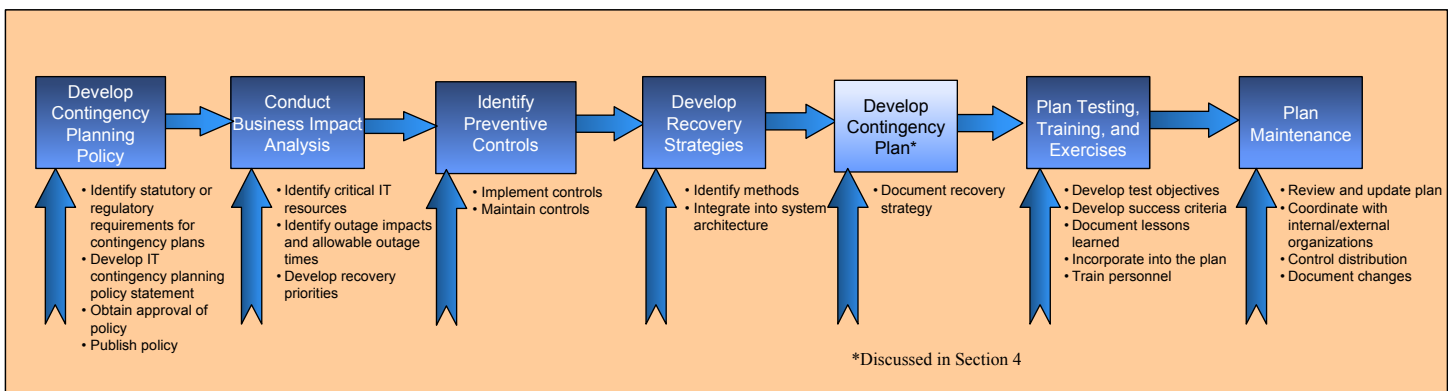 Develop
Contingency
Planning
Policy
Conduct
Business Impact
Analysis
Identify
Preventive
Controls
Develop
Recovery
Strategies
Develop
Contingency
Plan*
Plan Testing,
Training, and
Exercises
Plan
Maintenance
• Identify statutory or
regulatory
requirements for
contingency plans
• Develop IT
contingency planning
policy statement
• Obtain approval of
policy
• Publish policy
• Identify critical IT
resources
• Identify outage impacts
and allowable outage
times
• Develop recovery
priorities
• Implement controls
• Maintain controls
• Identify methods
• Integrate into system
architecture
• Document recovery
strategy
• Develop test objectives
• Develop success criteria
• Document lessons
learned
• Incorporate into the plan
• Train personnel
• Review and update plan
• Coordinate with
internal/external
organizations
• Control distribution
• Document changes
*Discussed in Section 4